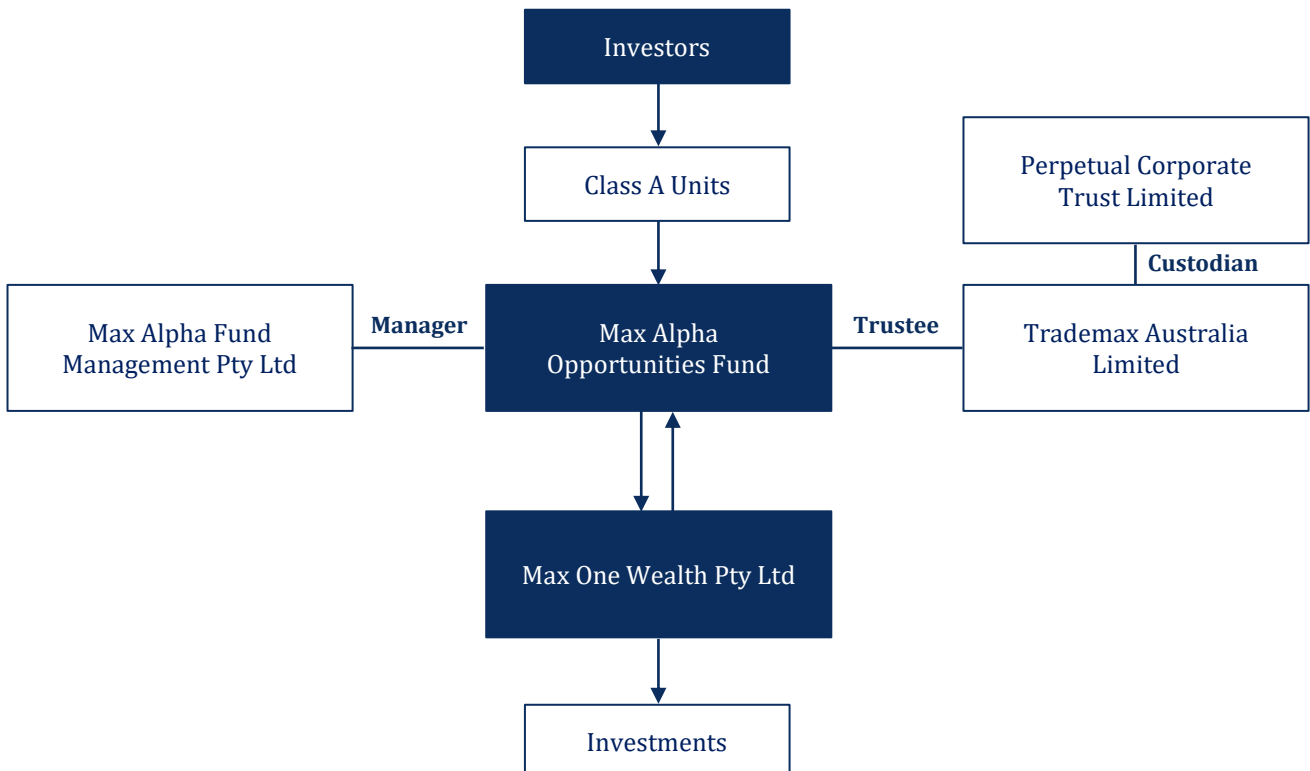 Investors
Class A Units
Perpetual Corporate
Trust Limited
Custodian
Max Alpha Fund
Management Pty Ltd
Manager
Max Alpha
Opportunities Fund
Trustee
Trademax Australia
Limited
Max One Wealth Pty Ltd
Investments